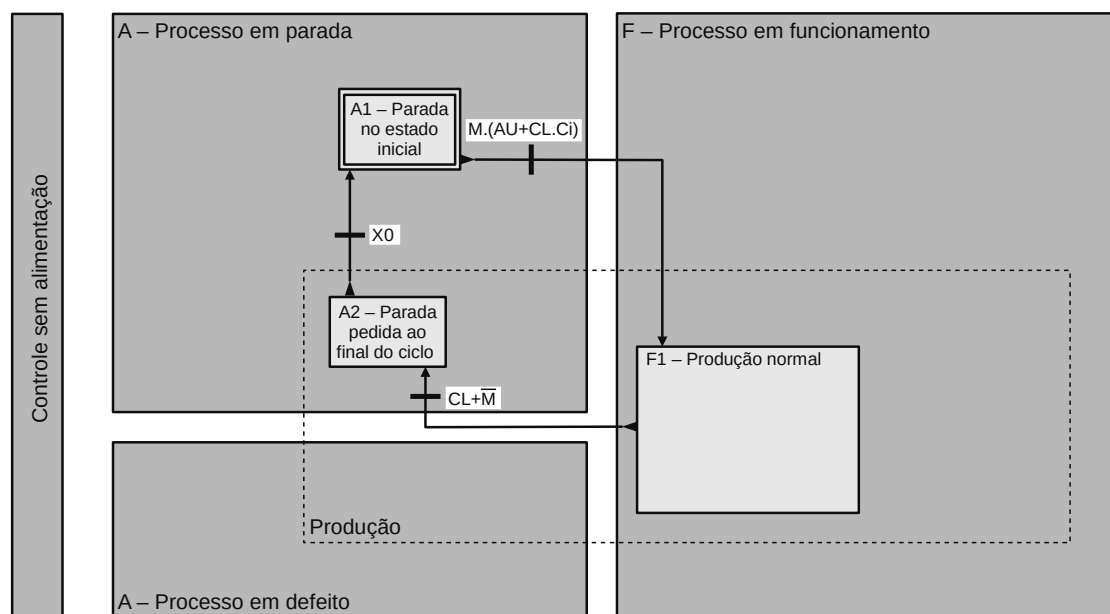 Controle sem alimentação
A – Processo em parada
A1 – Parada
no estado
inicial
M.(AU+CL.Ci)
X0
A2 – Parada
pedida ao
final do ciclo
CL+M̅
F – Processo em funcionamento
F1 – Produção normal
Produção
A – Processo em defeito